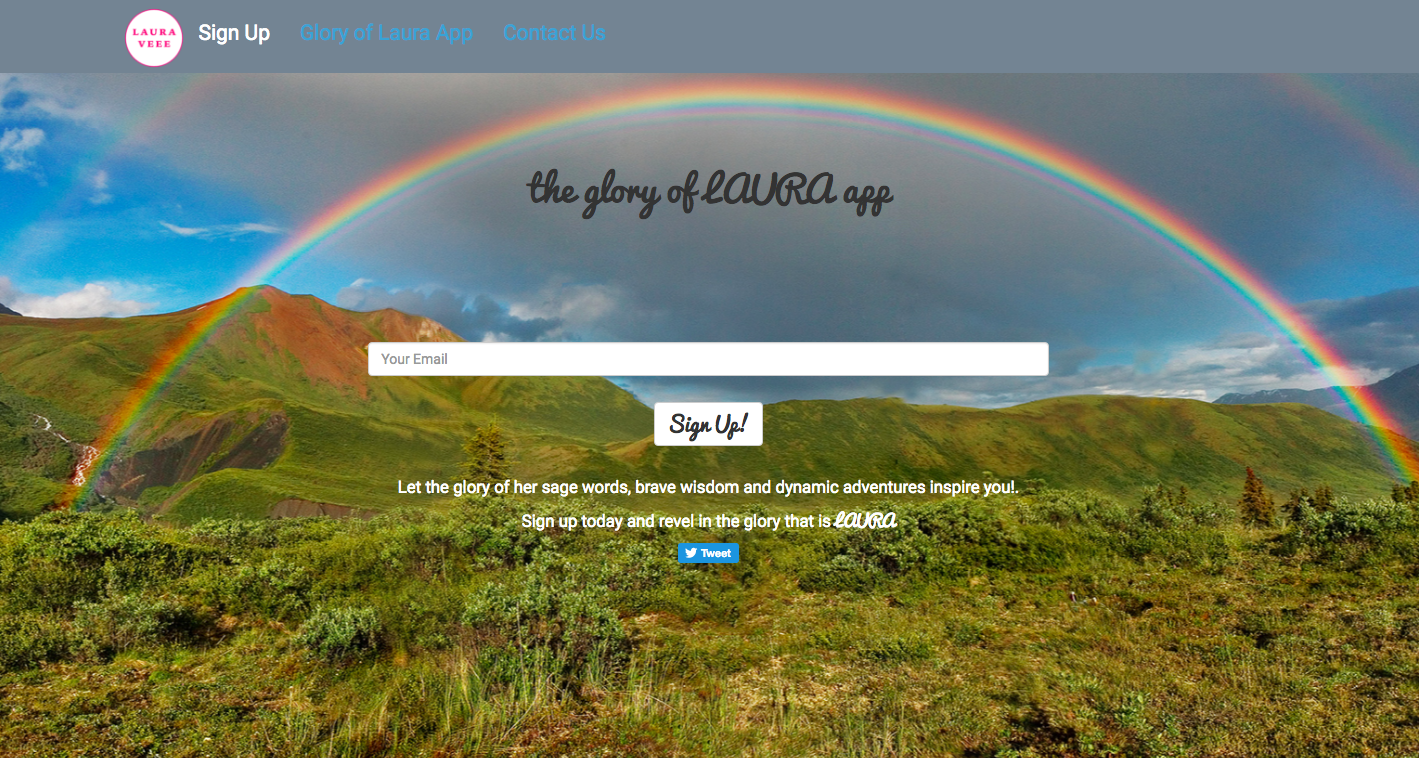 LAURA
VEEE
Sign Up Glory of Laura App Contact Us
the glory of LAURA app
Your Email
Sign Up!
Let the glory of her sage words, brave wisdom and dynamic adventures inspire you!.
Sign up today and revel in the glory that is LAURA
Tweet